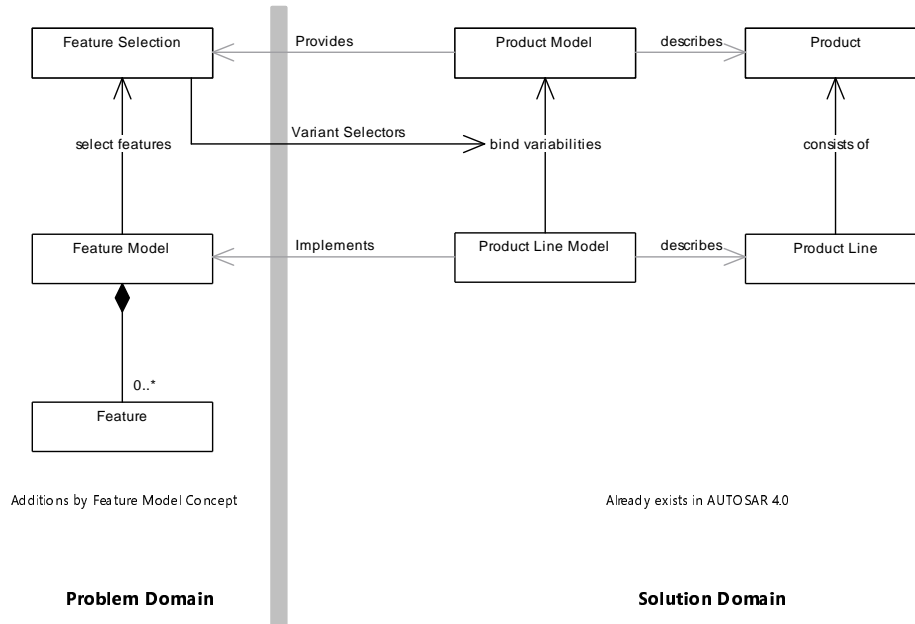 Feature Selection
Provides
Product Model
describes
Product
Variant Selectors
select features
bind variabilities
consists of
Feature Model
Implements
Product Line Model
describes
Product Line
0..*
Feature
Additions by Feature Model Concept
Already exists in AUTOSAR 4.0
Problem Domain
Solution Domain